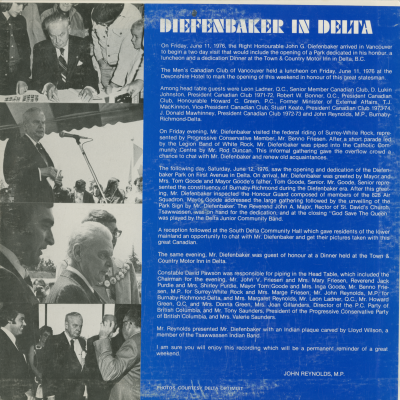 DIEFENBAKER IN DELTA
On Friday, June 11, 1976, the Right Honourable John G. Diefenbaker arrived in Vancouver
to begin a two day visit that would include the opening of a Park dedicated in his honour, a
luncheon and a dedication Dinner at the Town & Country Motor Inn in Delta, B.C.
The Men's Canadian Club of Vancouver held a luncheon on Friday, June 11, 1976 at the
Devonshire Hotel to mark the opening of this weekend in honour of this great statesman.
Among head table guests were Leon Ladner, Q.C., Senior Member Canadian Club, D. Lukin
Johnston, President Canadian Club 1971-72, Robert W. Bonner, Q.C., President Canadian
Club, Honourable Howard C. Green, P.C., Former Minister of External Affairs, T.J.
MacKinnon, Vice-President Canadian Club, Stuart Keate, President Canadian Club 1973-74,
J. Donald Mawhinney, President Canadian Club 1972-73 and John Reynolds, M.P., Burnaby-
Richmond-Delta.
On Friday evening, Mr. Diefenbaker visited the federal riding of Surrey-White Rock, repre-
sented by Progressive Conservative Member, Mr. Benno Friesen. After a short parade led
by the Legion Band of White Rock, Mr. Diefenbaker was piped into the Catholic Com-
munity Centre by Mr. Rod Duncan. This informal gathering gave the overflow crowd a
chance to chat with Mr. Diefenbaker and renew old acquaintances.
The following day, Saturday, June 12, 1976, saw the opening and dedication of the Diefen-
baker Park on First Avenue in Delta. On arrival, Mr. Diefenbaker was greeted by Mayor and
Mrs. Tom Goode and Mayor Goode's father, Tom Goode, Senior. Mr. Goode, Senior repre-
sented the constituency of Burnaby-Richmond during the Diefenbaker era. After this greet-
ing, Mr. Diefenbaker inspected the Honour Guard composed of members of the 828 Air
Squadron. Mayor Goode addressed the large gathering followed by the unveiling of the
Park Sign by Mr. Diefenbaker. The Reverend John A. Major, Rector of St. David's Church,
Tsawwassen, was on hand for the dedication; and at the closing "God Save The Queen"
was played by the Delta Junior Community Band.
A reception followed at the South Delta Community Hall which gave residents of the lower
mainland an opportunity to chat with Mr. Diefenbaker and get their pictures taken with this
great Canadian.
The same evening, Mr. Diefenbaker was guest of honour at a Dinner held at the Town &
Country Motor Inn in Delta.
Constable David Pawson was responsible for piping in the Head Table, which included the
Chairman for the evening, Mr. John V. Friesen and Mrs. Mary Friesen, Reverend Jack
Purdie and Mrs. Shirley Purdie, Mayor Tom Goode and Mrs. Inga Goode, Mr. Benno Frie-
sen, M.P. for Surrey-White Rock and Mrs. Marge Friesen, Mr. John Reynolds, M.P. for
Burnaby-Richmond-Delta, and Mrs. Margaret Reynolds, Mr. Leon Ladner, Q.C., Mr. Howard
Green, Q.C. and Mrs. Donna Green, Mrs. Joan Gillanders, Director of the P.C. Party of
British Columbia, and Mr. Tony Saunders, President of the Progressive Conservative Party
of British Columbia, and Mrs. Valerie Saunders.
Mr. Reynolds presented Mr. Diefenbaker with an Indian plaque carved by Lloyd Wilson, a
member of the Tsawwassen Indian Band.
I am sure you will enjoy this recording which will be a permanent reminder of a great
weekend.
JOHN REYNOLDS, M.P.
PHOTOS COURTESY DELTA OPTIMIST